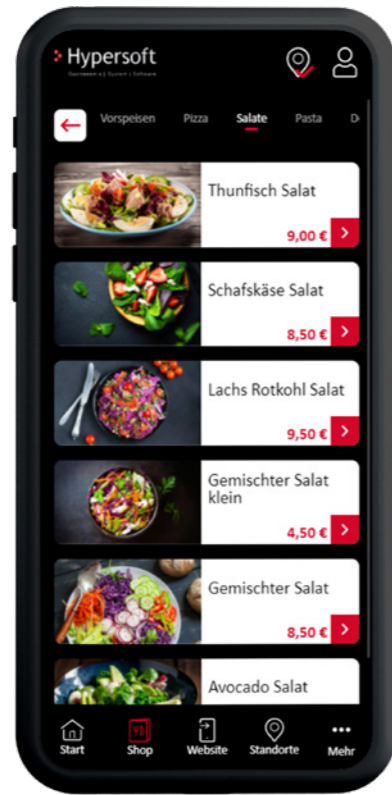 Hypersoft
Vorspeisen Pizza Salate Pasta D
Thunfisch Salat
9,00 €
Schafskäse Salat
8,50 €
Lachs Rotkohl Salat
9,50 €
Gemischter Salat
klein
4,50 €
Gemischter Salat
8,50 €
Avocado Salat
Start Shop Website Standorte Mehr